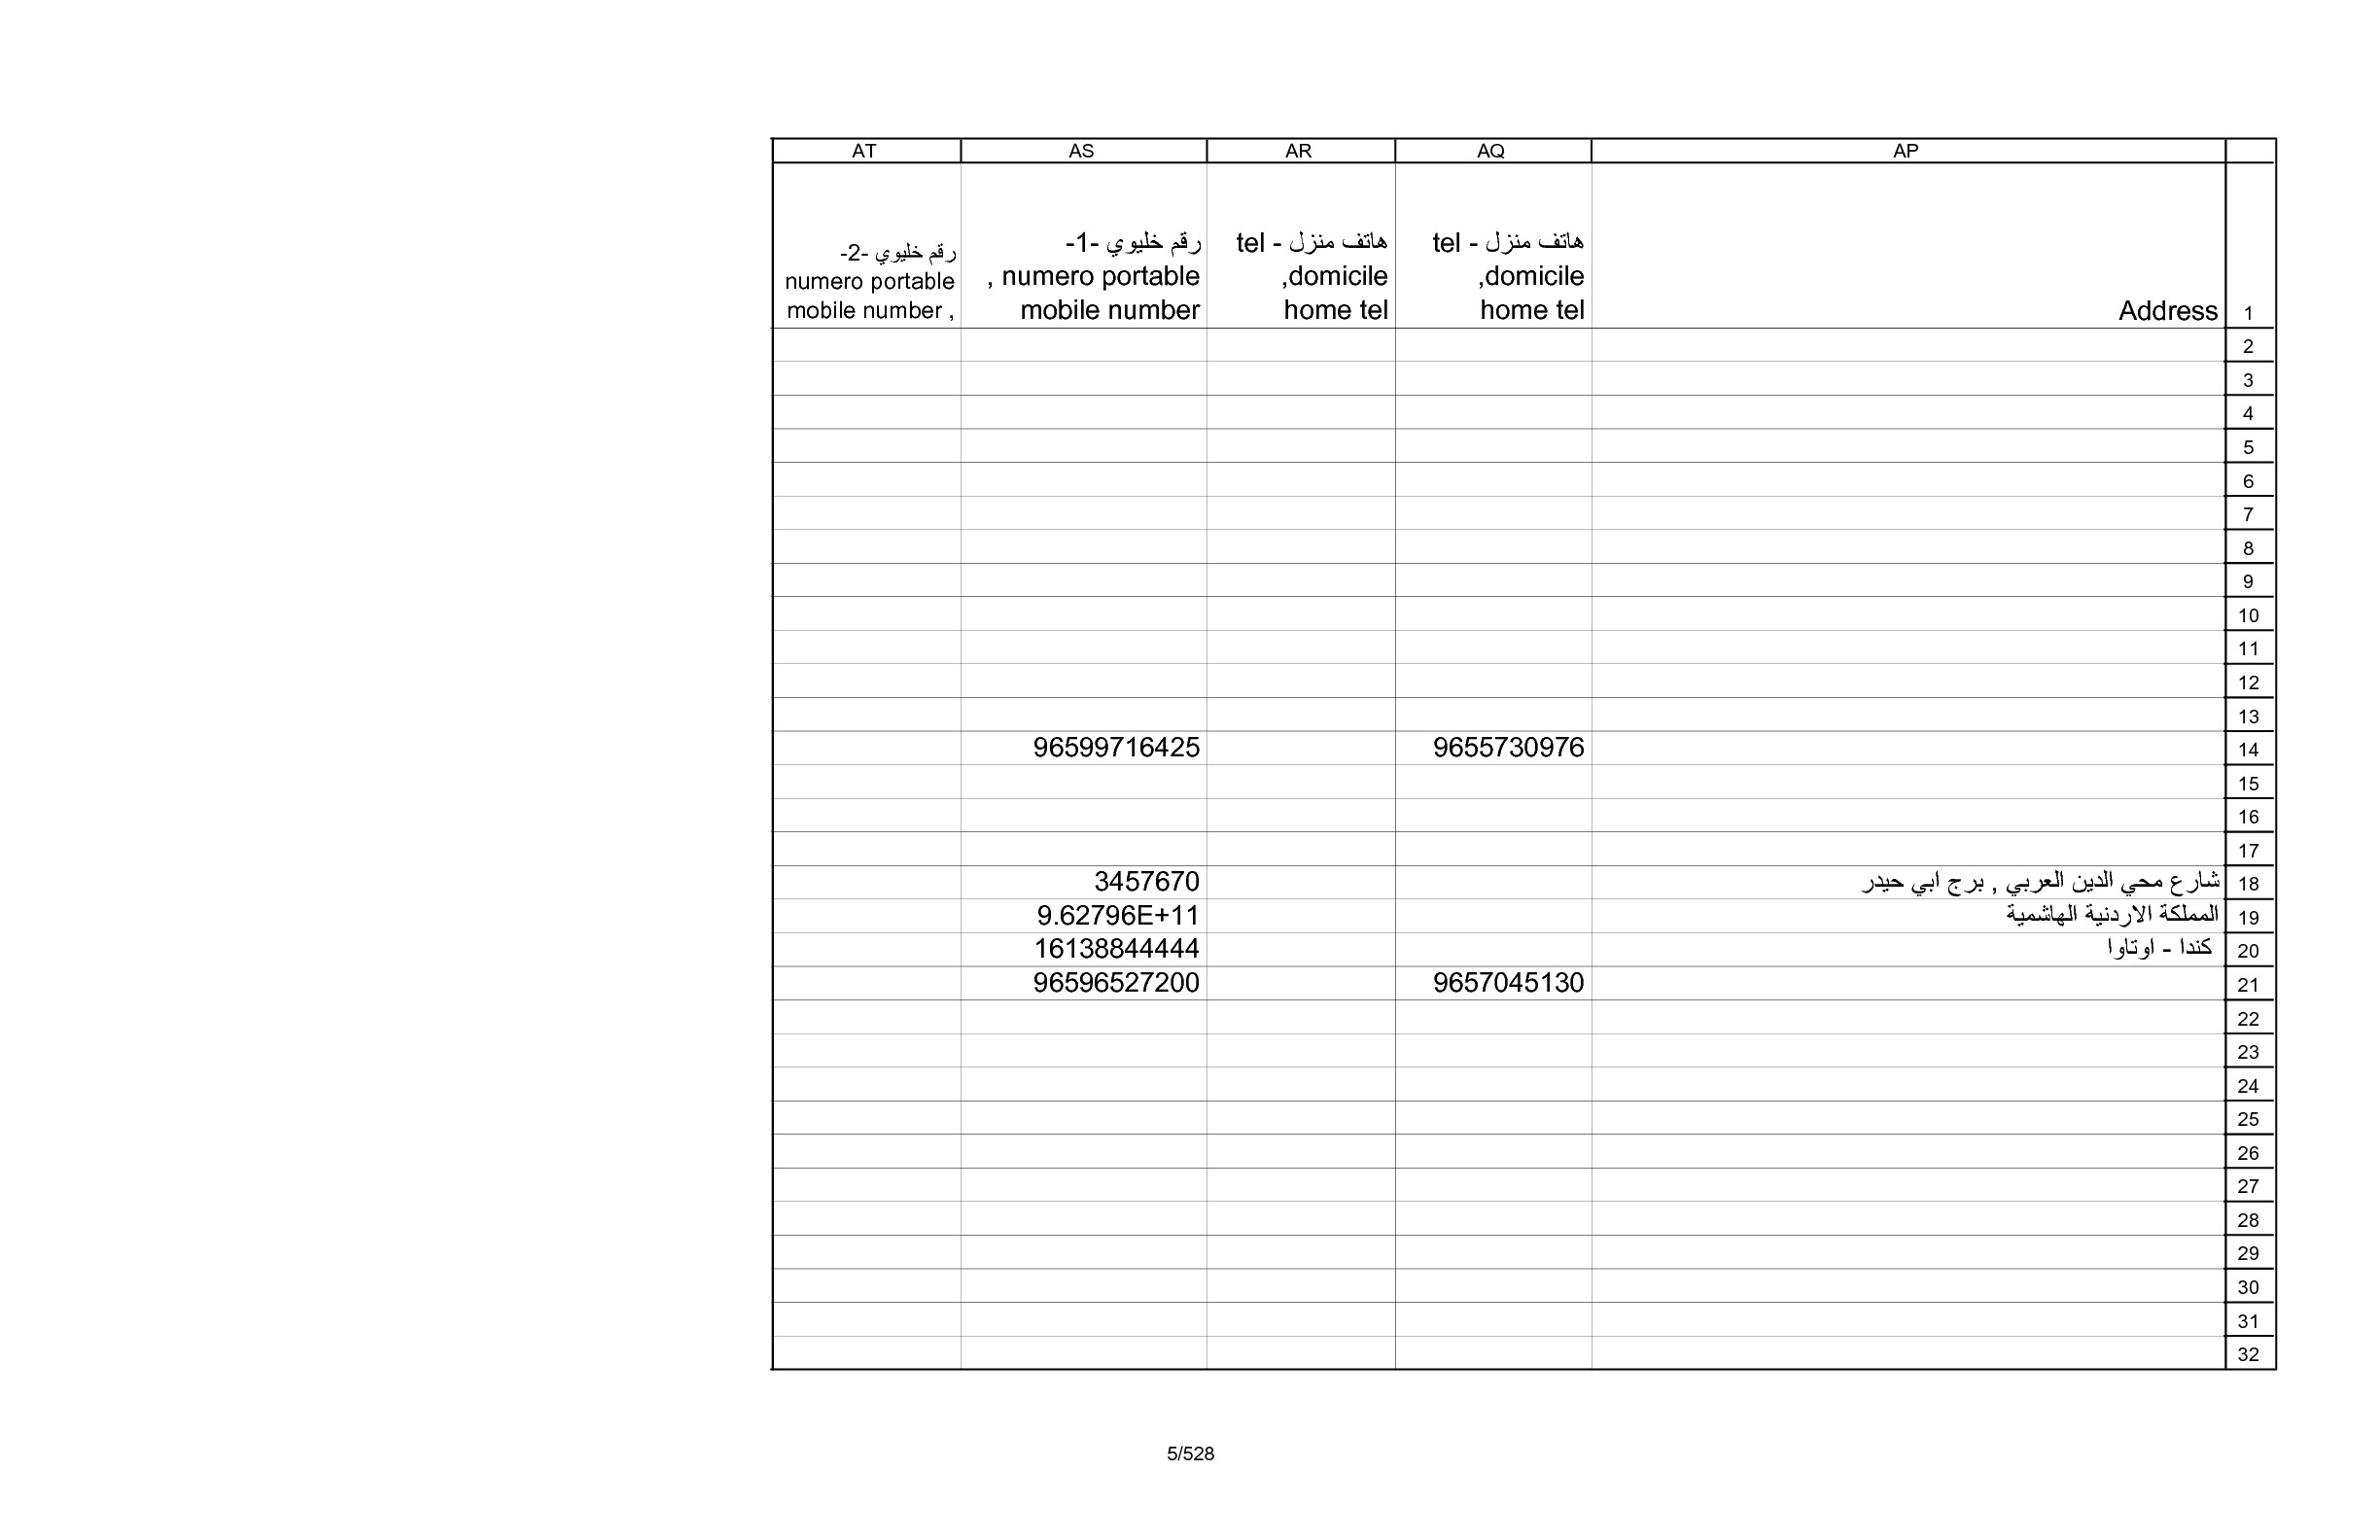 AP AQ AR AS AT
1 Address
هاتف منزل - tel
domicile,
home tel
هاتف منزل - tel
domicile,
home tel
رقم خليوي -1-
numero portable ,
mobile number
رقم خليوي -2-
numero portable
mobile number ,
2
3
4
5
6
7
8
9
10
11
12
13
14 9655730976 96599716425
15
16
17
18 شارع محي الدين العربي , برج ابي حيدر 3457670
19 المملكة الاردنية الهاشمية 9.62796E+11
20 كندا - اوتاوا 16138844444
21 9657045130 96596527200
22
23
24
25
26
27
28
29
30
31
32
5/528